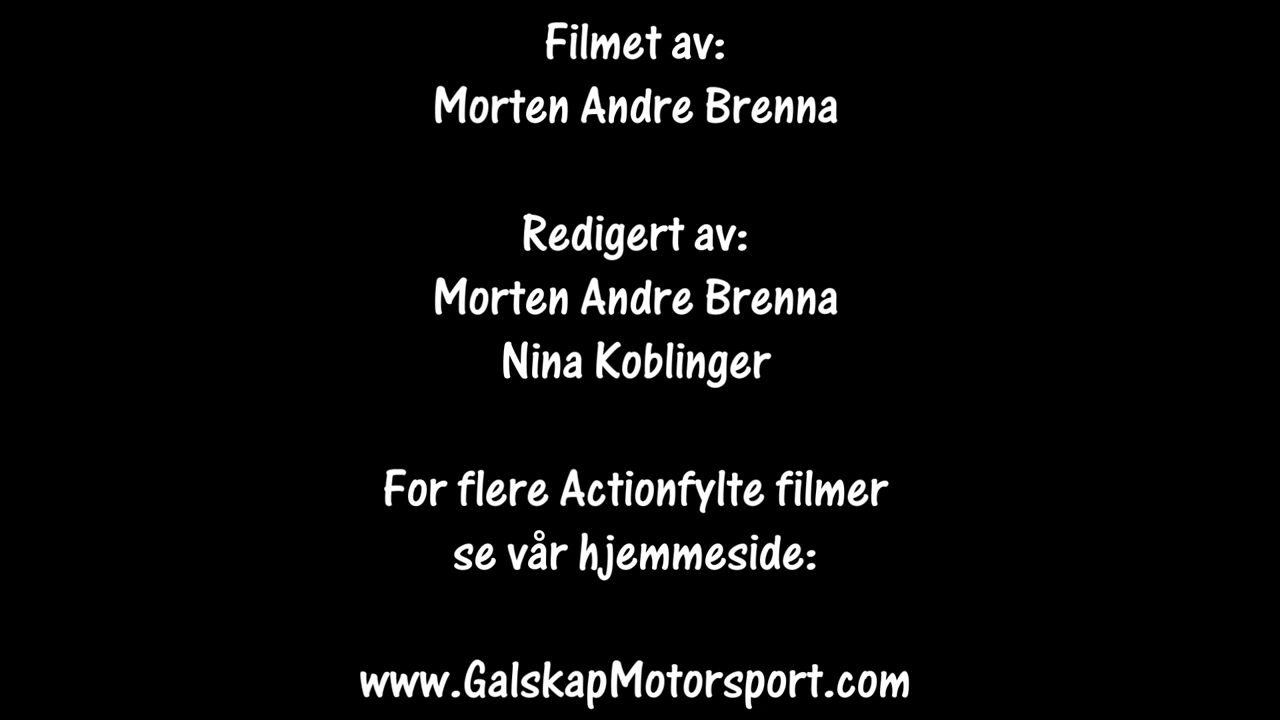 Filmet av:
Morten Andre Brenna
Redigert av:
Morten Andre Brenna
Nina Koblinger
For flere Actionfylte filmer
se vår hjemmeside:
www.GalskapMotorsport.com